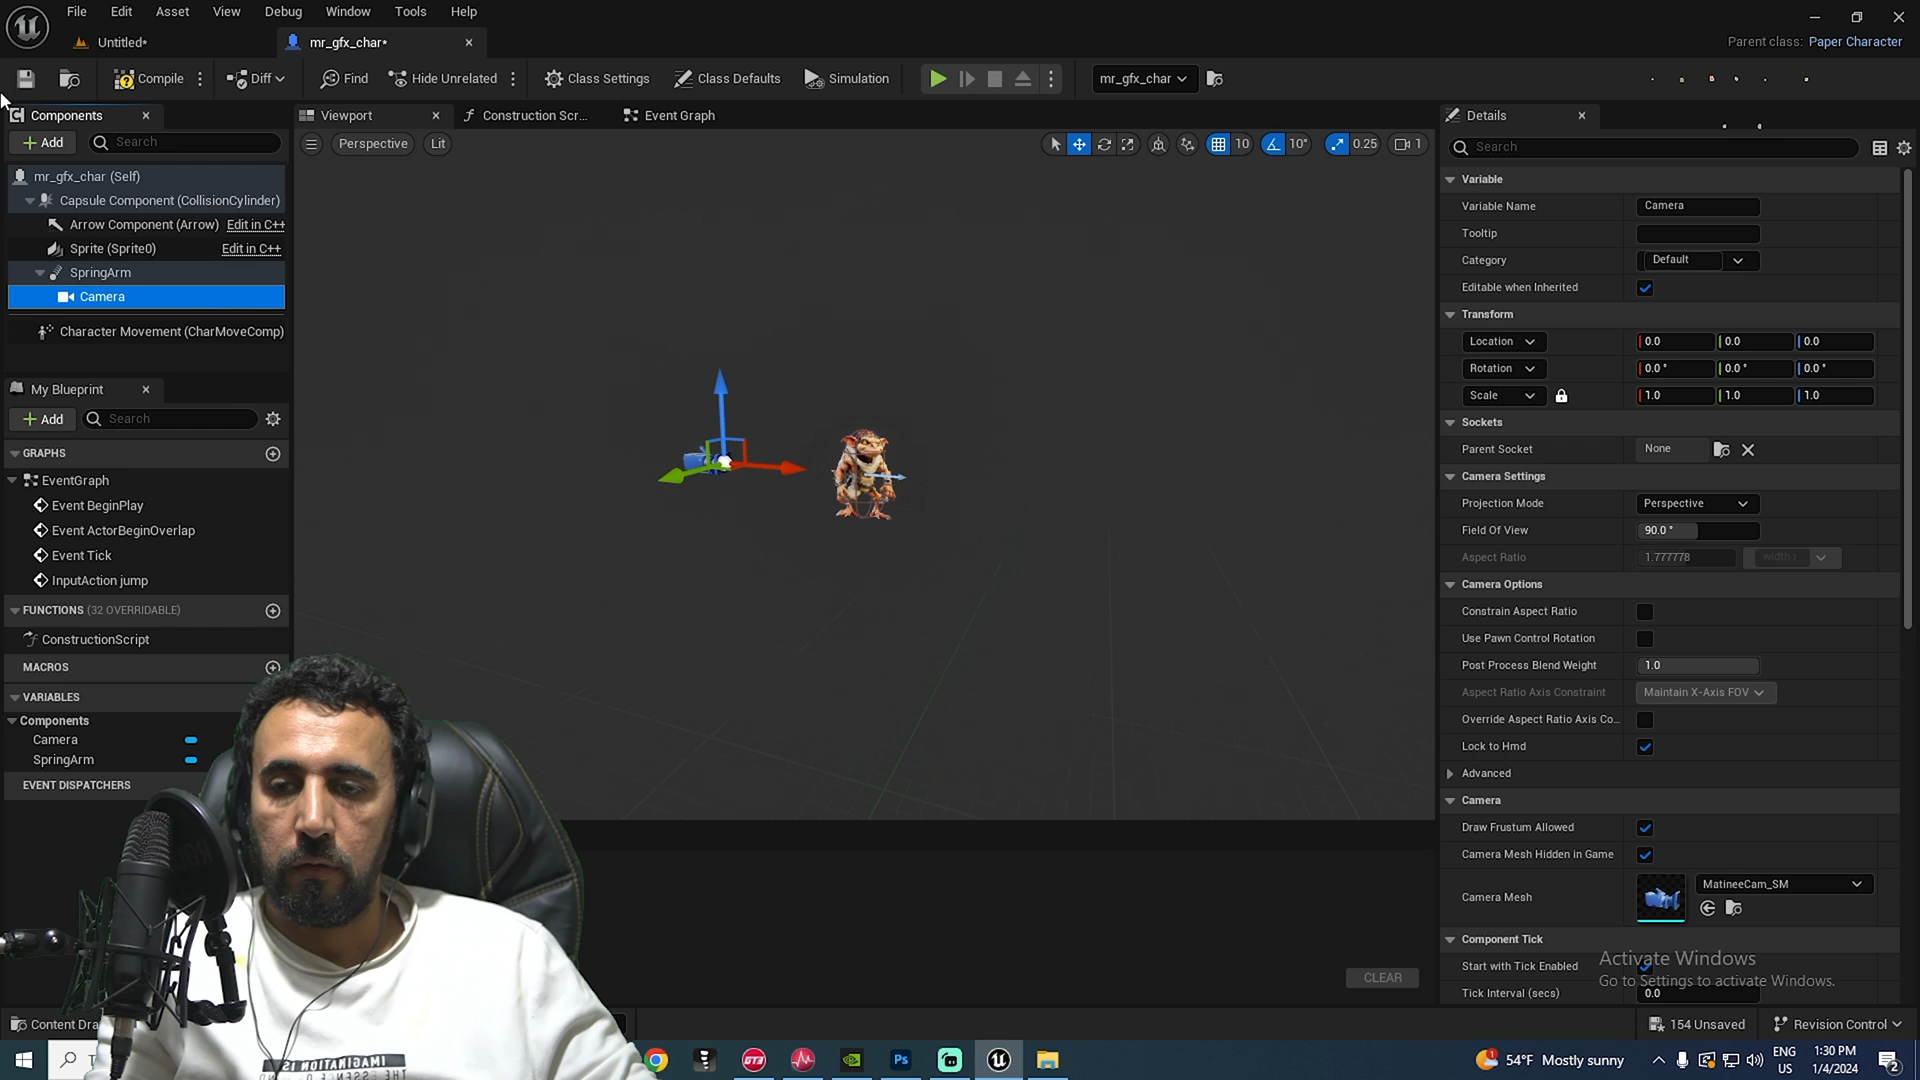 File Edit Asset View Debug Window Tools Help
Untitled*
mr_gfx_char*
Parent class: Paper Character
Compile
Diff
Find
Hide Unrelated
Class Settings
Class Defaults
Simulation
mr_gfx_char
Components
Add
Search
mr_gfx_char (Self)
Capsule Component (CollisionCylinder)
Arrow Component (Arrow) Edit in C++
Sprite (Sprite0) Edit in C++
SpringArm
Camera
Character Movement (CharMoveComp)
My Blueprint
Add
Search
GRAPHS
EventGraph
Event BeginPlay
Event ActorBeginOverlap
Event Tick
InputAction jump
FUNCTIONS (32 OVERRIDABLE)
ConstructionScript
MACROS
VARIABLES
Components
Camera
SpringArm
EVENT DISPATCHERS
Viewport
Construction Scr...
Event Graph
Perspective
Lit
10
10°
0.25
1
CLEAR
Details
Search
Variable
Variable Name Camera
Tooltip
Category Default
Editable when Inherited
Transform
Location 0.0 0.0 0.0
Rotation 0.0 ° 0.0 ° 0.0 °
Scale 1.0 1.0 1.0
Sockets
Parent Socket None
Camera Settings
Projection Mode Perspective
Field Of View 90.0 °
Aspect Ratio 1.777778
Camera Options
Constrain Aspect Ratio
Use Pawn Control Rotation
Post Process Blend Weight 1.0
Aspect Ratio Axis Constraint Maintain X-Axis FOV
Override Aspect Ratio Axis Co...
Lock to Hmd
Advanced
Camera
Draw Frustum Allowed
Camera Mesh Hidden in Game
Camera Mesh MatineeCam_SM
Component Tick
Start with Tick Enabled
Tick Interval (secs) 0.0
Activate Windows
Go to Settings to activate Windows.
Content Dra
154 Unsaved
Revision Control
IMAGINATION IS
54°F Mostly sunny
ENG
US
1:30 PM
1/4/2024
2